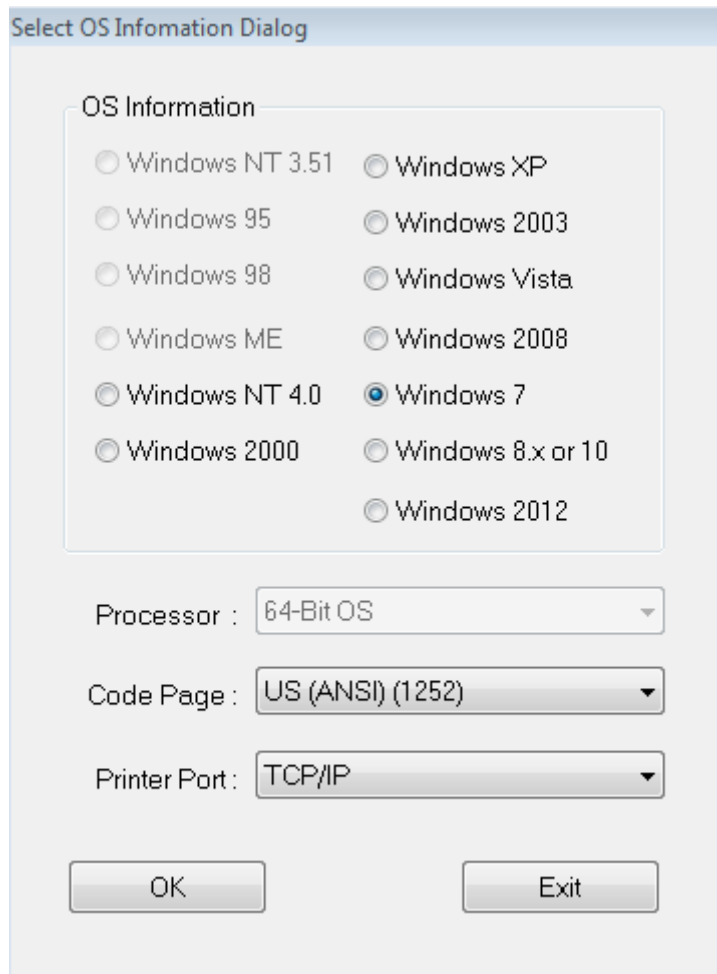 Select OS Infomation Dialog
OS Information
Windows NT 3.51
Windows 95
Windows 98
Windows ME
Windows NT 4.0
Windows 2000
Windows XP
Windows 2003
Windows Vista
Windows 2008
Windows 7
Windows 8.x or 10
Windows 2012
Processor : 64-Bit OS
Code Page : US (ANSI) (1252)
Printer Port : TCP/IP
OK Exit